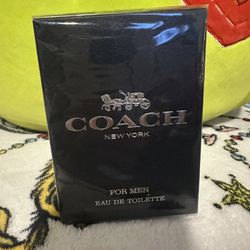 COACH
NEW YORK
FOR MEN
EAU DE TOILETTE